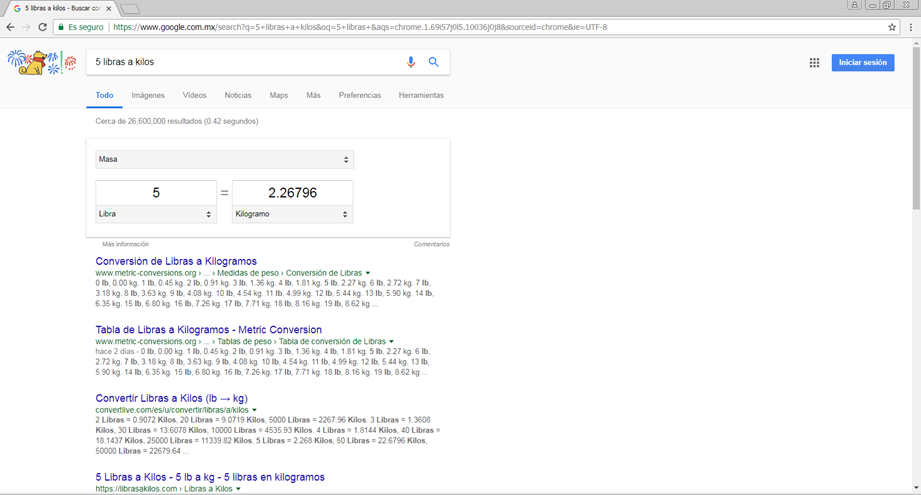 5 libras a kilos - Buscar con
Es seguro https://www.google.com.mx/search?q=5+libras+a+kilos&oq=5+libras+&aqs=chrome.1.69i57j0l5.10036j0j8&sourceid=chrome&ie=UTF-8
5 libras a kilos
Iniciar sesión
Todo Imágenes Vídeos Noticias Maps Más Preferencias Herramientas
Cerca de 26,600,000 resultados (0.42 segundos)
Masa
5 = 2.26796
Libra Kilogramo
Más información Comentarios
Conversión de Libras a Kilogramos
www.metric-conversions.org › ... › Medidas de peso › Conversión de Libras
0 lb, 0.00 kg. 1 lb, 0.45 kg. 2 lb, 0.91 kg. 3 lb, 1.36 kg. 4 lb, 1.81 kg. 5 lb, 2.27 kg. 6 lb, 2.72 kg. 7 lb,
3.18 kg. 8 lb, 3.63 kg. 9 lb, 4.08 kg. 10 lb, 4.54 kg. 11 lb, 4.99 kg. 12 lb, 5.44 kg. 13 lb, 5.90 kg. 14 lb,
6.35 kg. 15 lb, 6.80 kg. 16 lb, 7.26 kg. 17 lb, 7.71 kg. 18 lb, 8.16 kg. 19 lb, 8.62 kg ...
Tabla de Libras a Kilogramos - Metric Conversion
www.metric-conversions.org › ... › Tablas de peso › Tabla de conversión de Libras
hace 2 días - 0 lb, 0.00 kg. 1 lb, 0.45 kg. 2 lb, 0.91 kg. 3 lb, 1.36 kg. 4 lb, 1.81 kg. 5 lb, 2.27 kg. 6 lb,
2.72 kg. 7 lb, 3.18 kg. 8 lb, 3.63 kg. 9 lb, 4.08 kg. 10 lb, 4.54 kg. 11 lb, 4.99 kg. 12 lb, 5.44 kg. 13 lb,
5.90 kg. 14 lb, 6.35 kg. 15 lb, 6.80 kg. 16 lb, 7.26 kg. 17 lb, 7.71 kg. 18 lb, 8.16 kg. 19 lb, 8.62 kg ...
Convertir Libras a Kilos (lb → kg)
convertlive.com/es/u/convertir/libras/a/kilos
2 Libras = 0.9072 Kilos, 20 Libras = 9.0719 Kilos, 5000 Libras = 2267.96 Kilos. 3 Libras = 1.3608
Kilos, 30 Libras = 13.6078 Kilos, 10000 Libras = 4535.93 Kilos. 4 Libras = 1.8144 Kilos, 40 Libras =
18.1437 Kilos, 25000 Libras = 11339.82 Kilos. 5 Libras = 2.268 Kilos, 50 Libras = 22.6796 Kilos,
50000 Libras = 22679.64 ...
5 Libras a Kilos - 5 lb a kg - 5 libras en kilogramos
https://librasakilos.com › Libras a Kilos